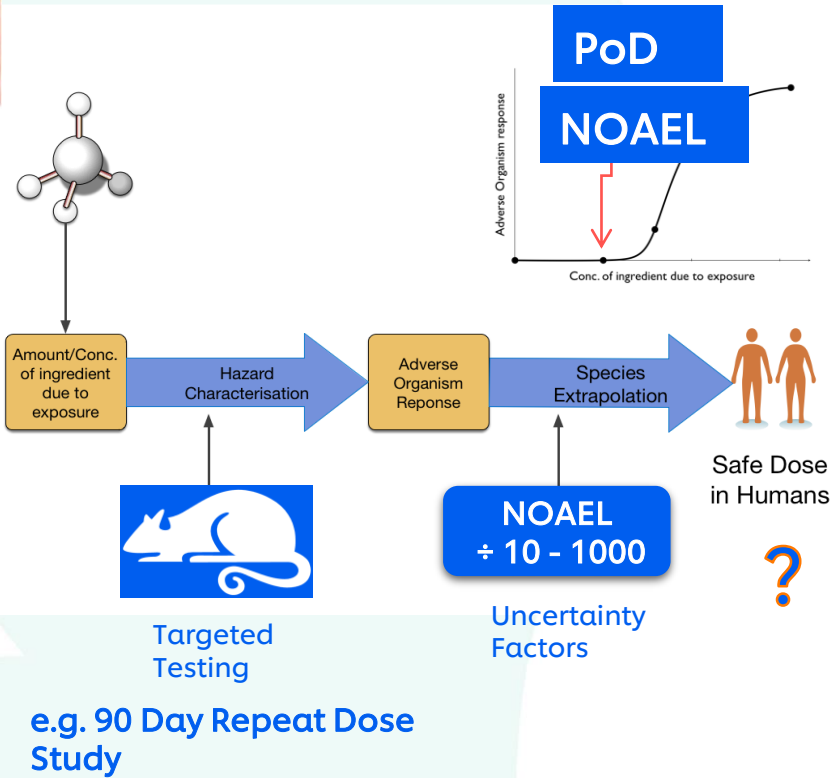 PoD
NOAEL
Adverse Organism response
Conc. of ingredient due to exposure
Amount/Conc.
of ingredient
due to
exposure
Hazard
Characterisation
Adverse
Organism
Reponse
Species
Extrapolation
Safe Dose
in Humans
NOAEL
÷ 10 - 1000
?
Targeted
Testing
Uncertainty
Factors
e.g. 90 Day Repeat Dose
Study